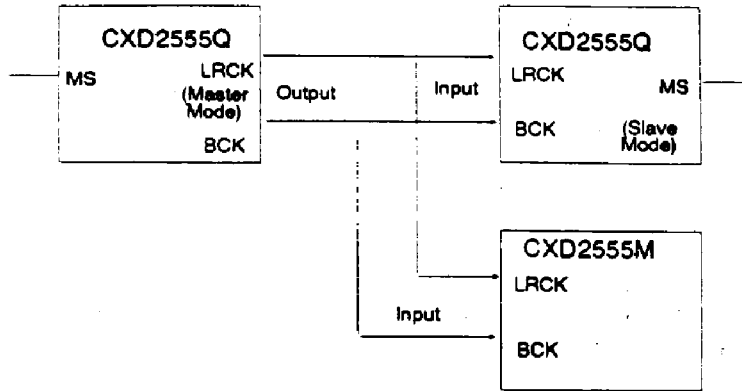 CXD2555Q
MS
LRCK
(Master
Mode)
BCK
Output
Input
CXD2555Q
LRCK
MS
BCK
(Slave
Mode)
CXD2555M
LRCK
Input
BCK